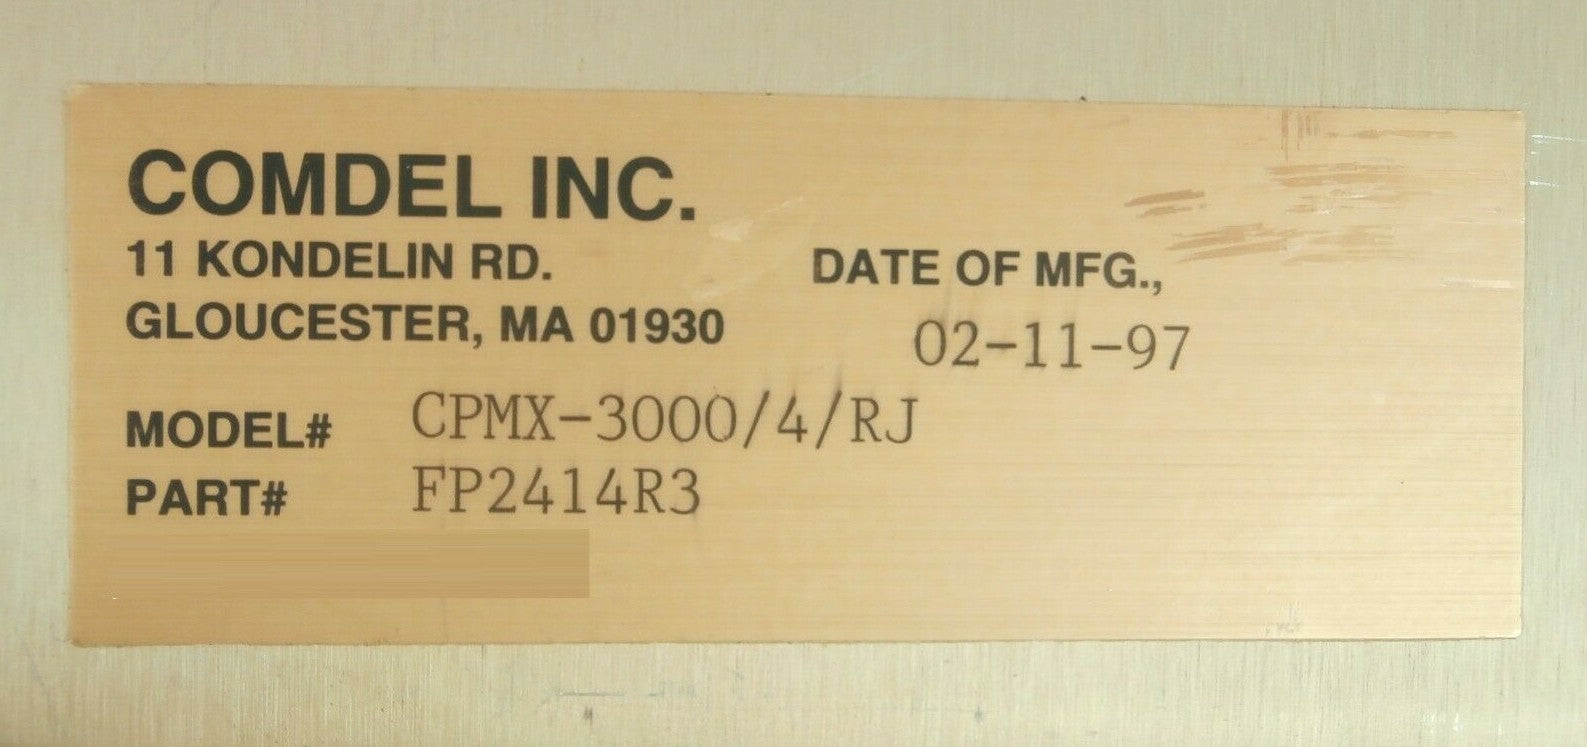 COMDEL INC.
11 KONDELIN RD.
GLOUCESTER, MA 01930
DATE OF MFG.,
02-11-97
MODEL# CPMX-3000/4/RJ
PART# FP2414R3